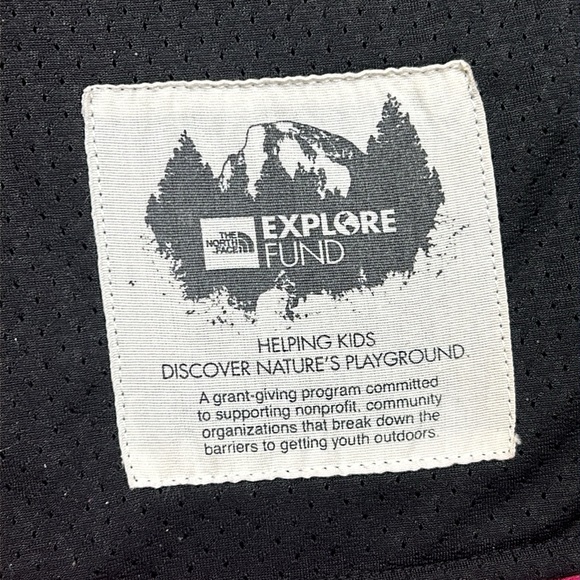 THE
NORTH
FACE
EXPLORE
FUND
HELPING KIDS
DISCOVER NATURE'S PLAYGROUND.
A grant-giving program committed
to supporting nonprofit, community
organizations that break down the
barriers to getting youth outdoors.